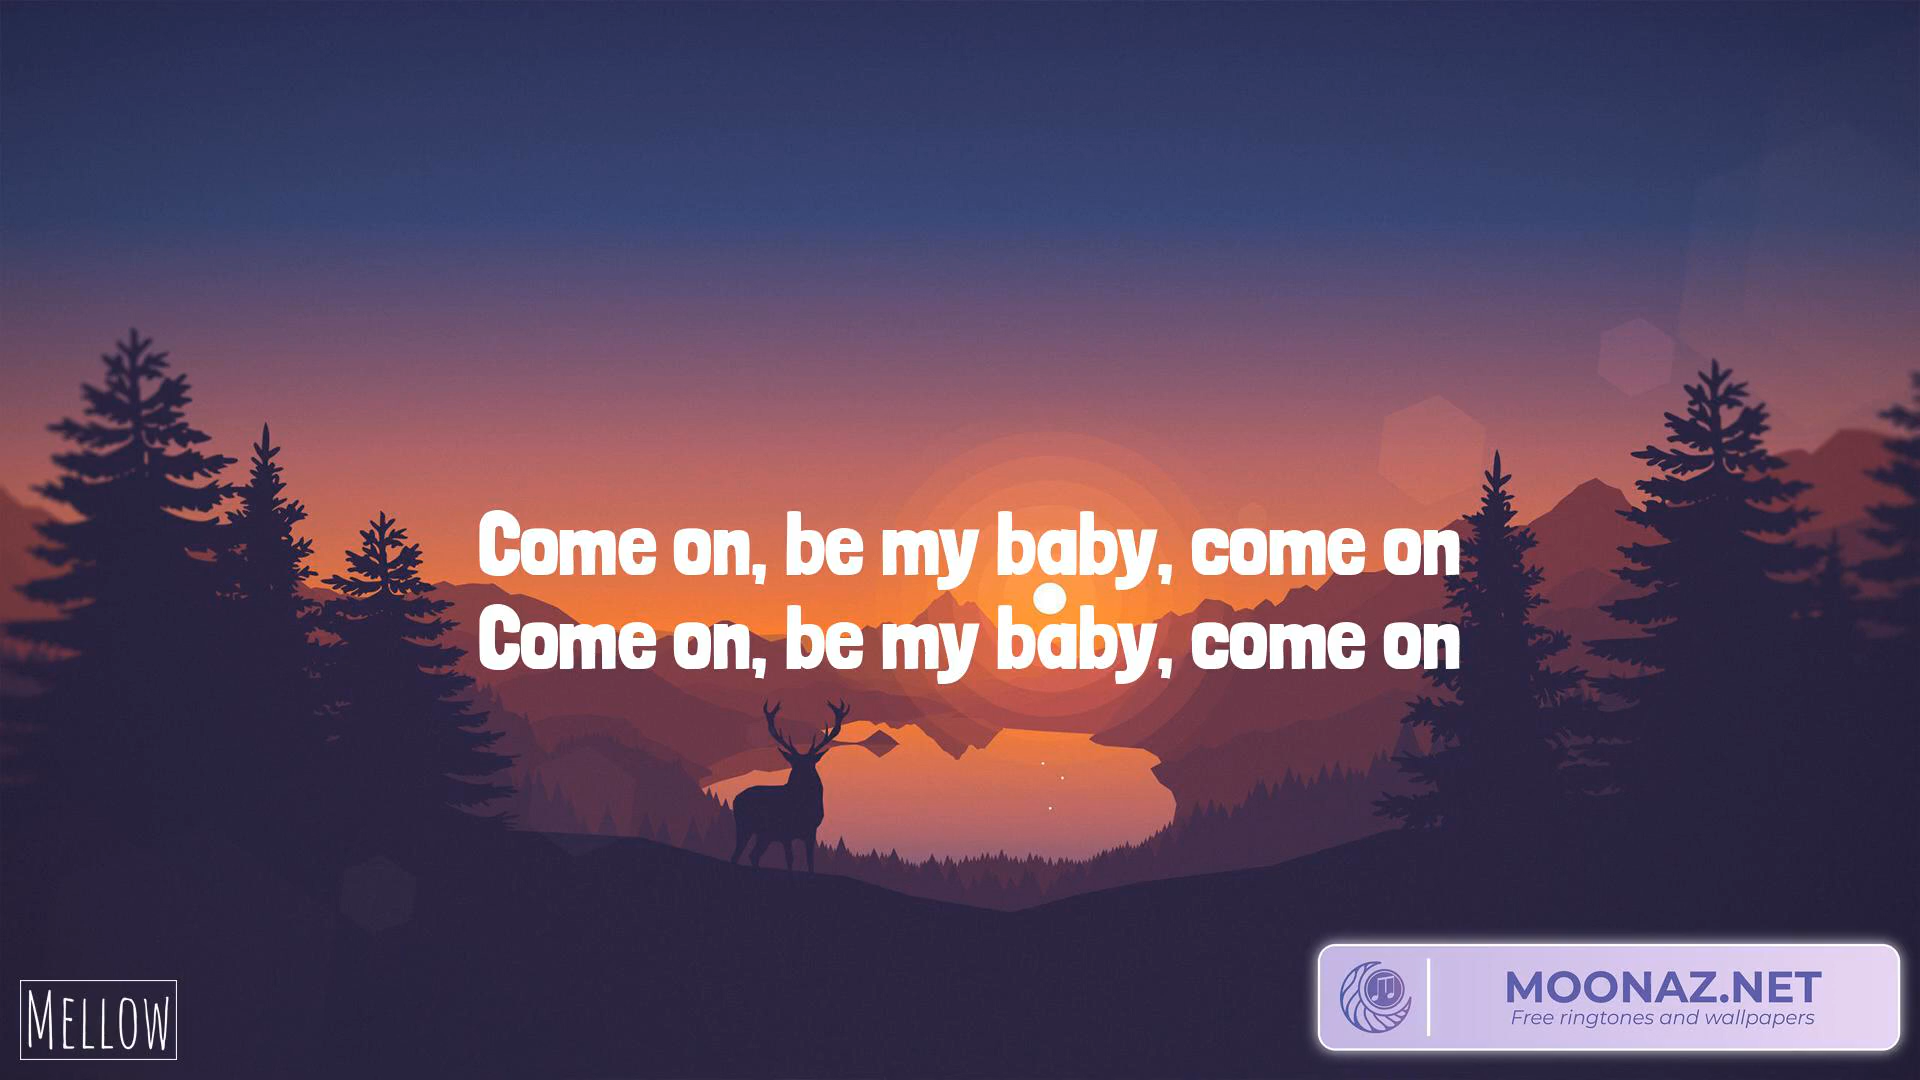 Come on, be my baby, come on
Come on, be my baby, come on
MELLOW
MOONAZ.NET
Free ringtones and wallpapers